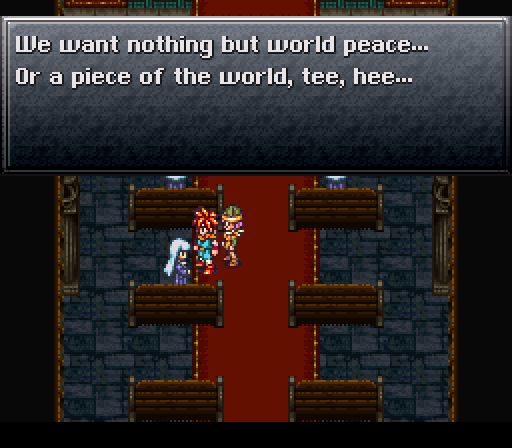 We want nothing but world peace…
Or a piece of the world, tee, hee…